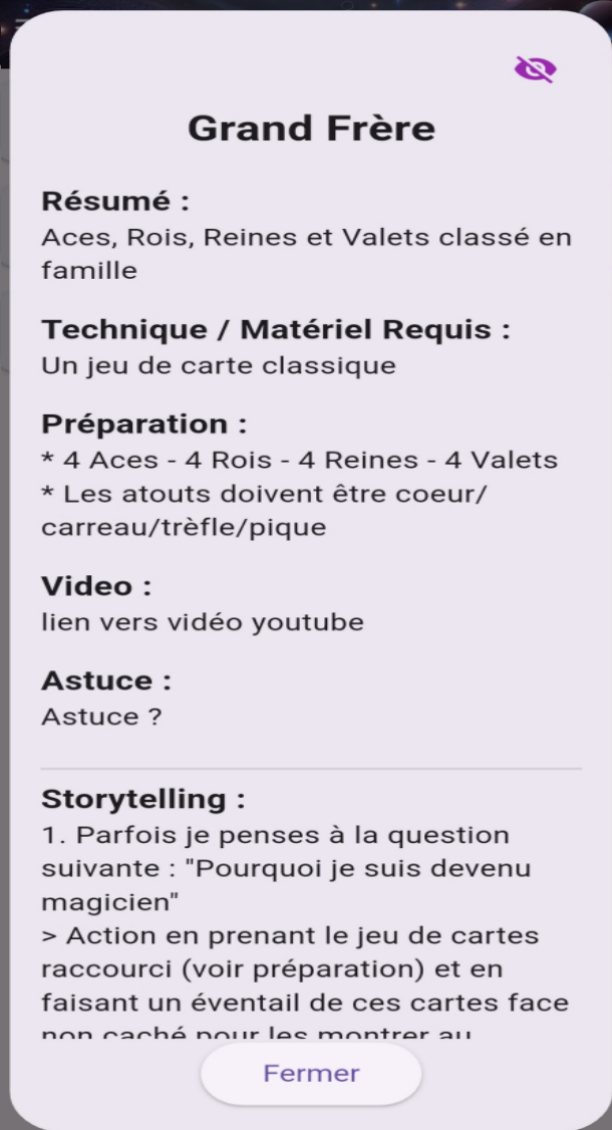 Grand Frère
Résumé :
Aces, Rois, Reines et Valets classé en
famille
Technique / Matériel Requis :
Un jeu de carte classique
Préparation :
* 4 Aces - 4 Rois - 4 Reines - 4 Valets
* Les atouts doivent être coeur/
carreau/trèfle/pique
Video :
lien vers vidéo youtube
Astuce :
Astuce ?
Storytelling :
1. Parfois je penses à la question
suivante : "Pourquoi je suis devenu
magicien"
> Action en prenant le jeu de cartes
raccourci (voir préparation) et en
faisant un éventail de ces cartes face
non caché pour les montrer au
Fermer